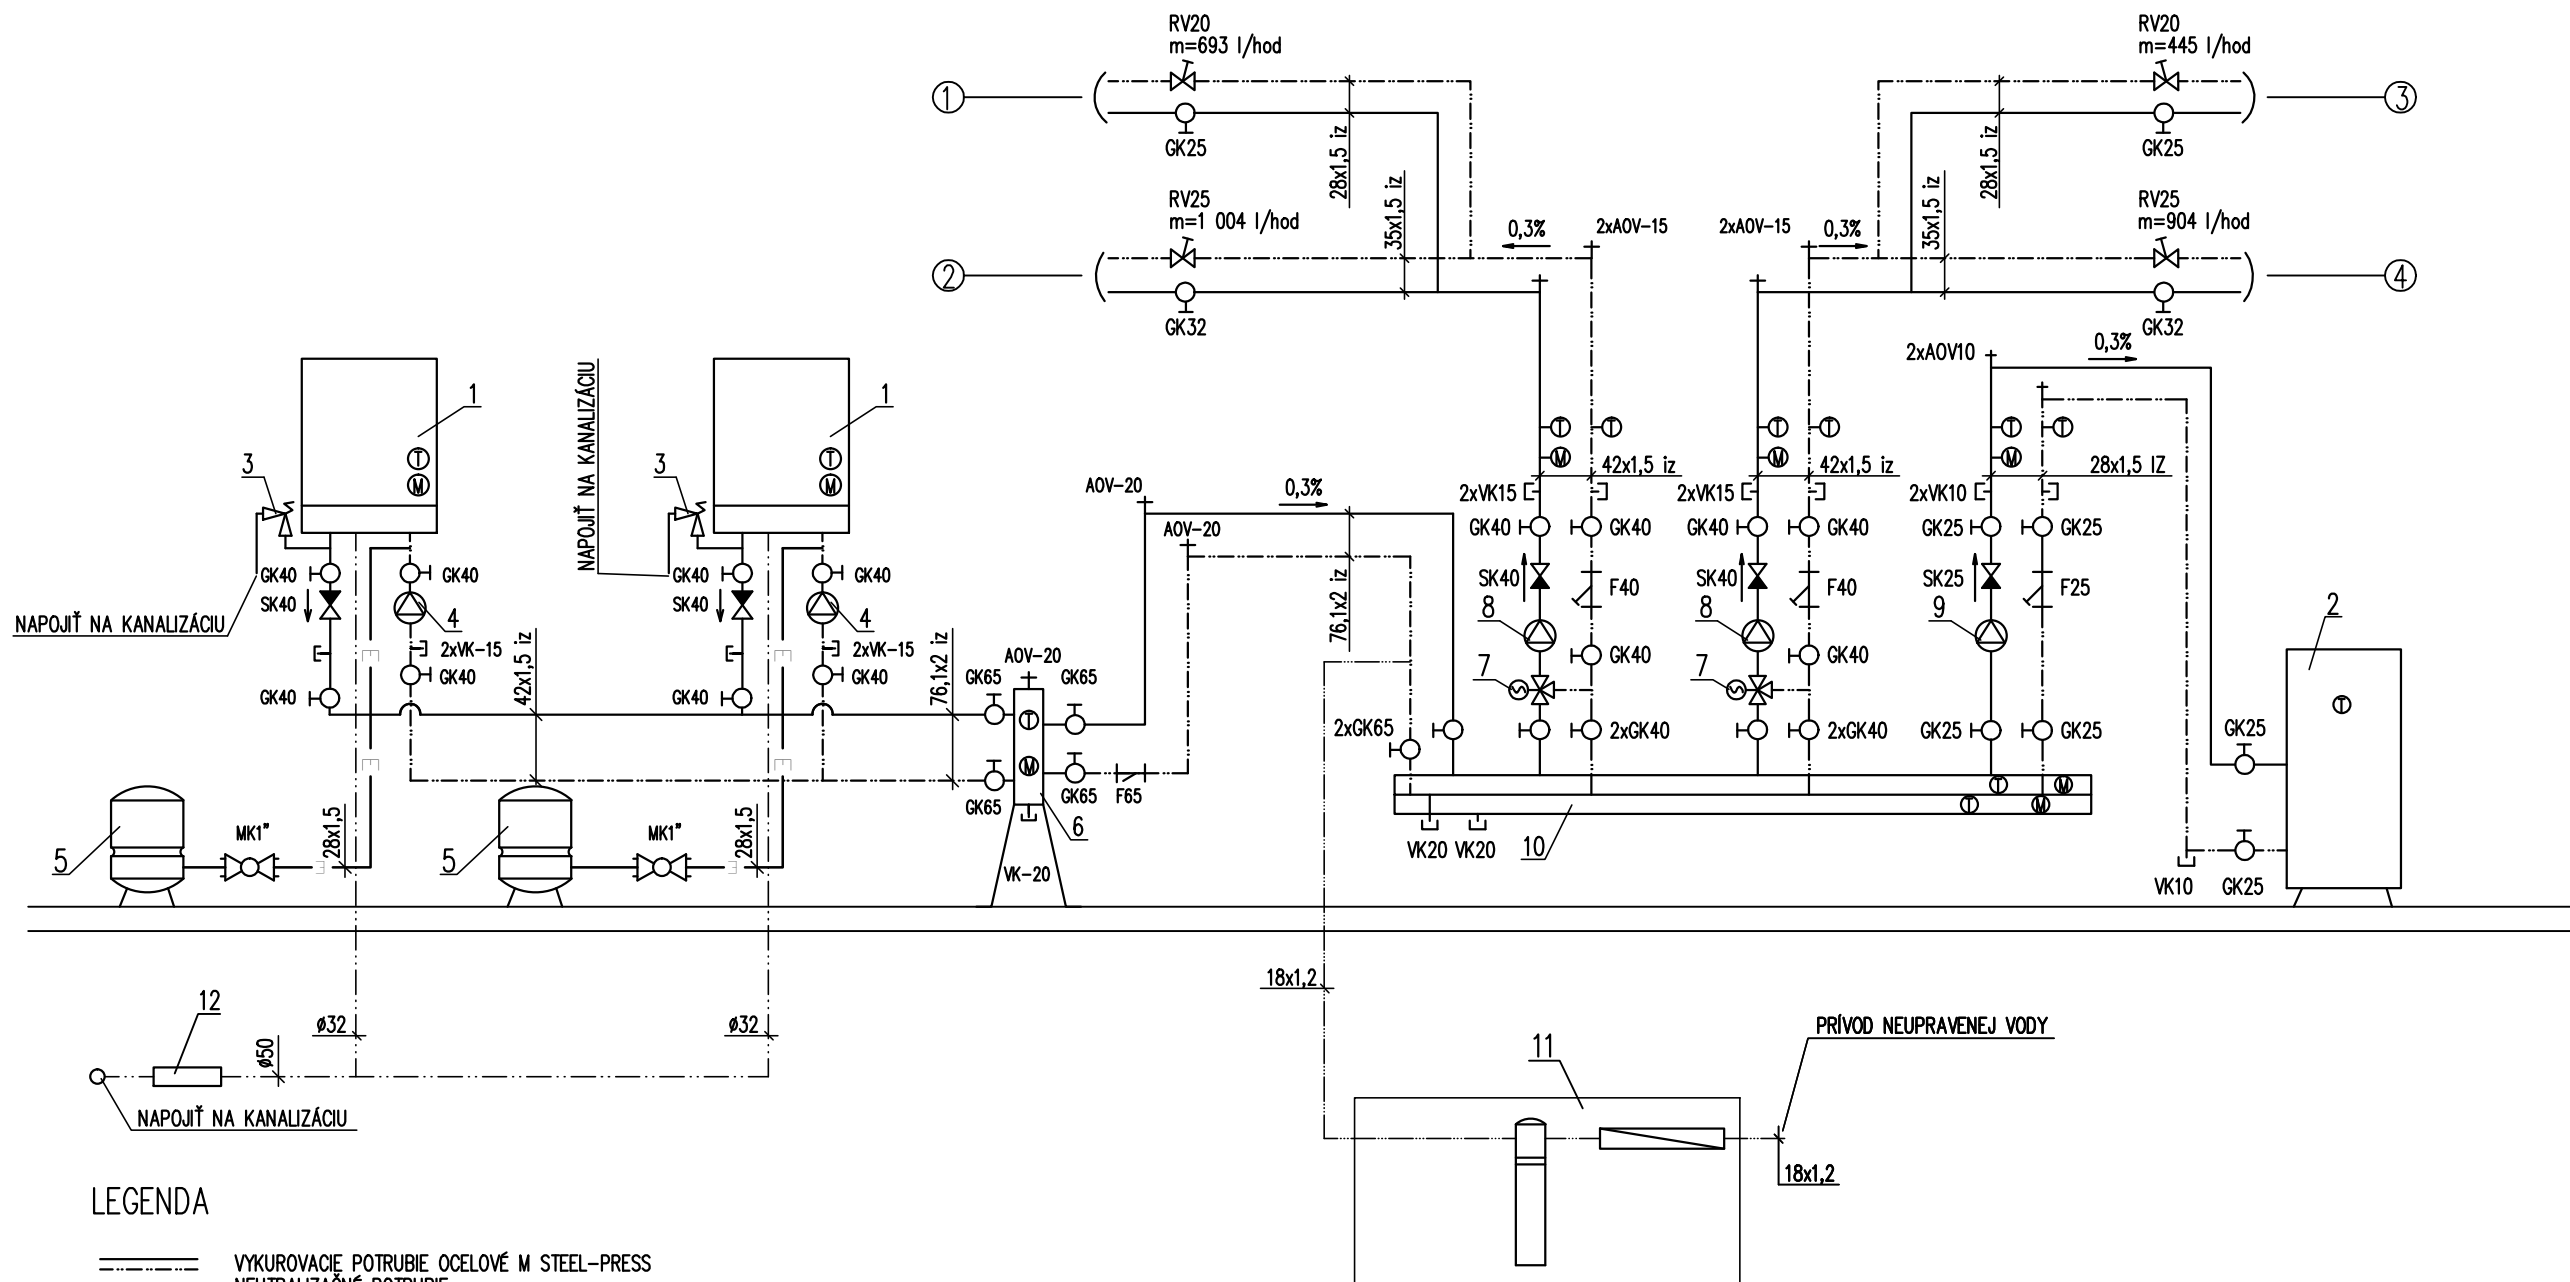 RV20
m=693 l/hod
RV20
m=445 l/hod
1
3
GK25
28x1,5 iz
28x1,5 iz
GK25
RV25
m=1 004 l/hod
35x1,5 iz
0,3%
2xAOV-15
2xAOV-15
0,3%
35x1,5 iz
RV25
m=904 l/hod
2
4
GK32
GK32
2xAOV10
0,3%
1
T
M
3
NAPOJIŤ NA KANALIZÁCIU
1
T
M
3
T
T
M
42x1,5 iz
T
T
M
42x1,5 iz
T
T
M
28x1,5 IZ
AOV-20
0,3%
AOV-20
76,1x2 iz
2xVK15
2xVK15
2xVK10
GK40
GK40
GK40
GK40
GK25
GK25
GK40
GK40
SK40
4
NAPOJIŤ NA KANALIZÁCIU
2xVK-15
GK40
GK40
42x1,5 iz
GK40
GK40
SK40
4
2xVK-15
GK40
GK40
76,1x2 iz
SK40
F40
SK40
F40
SK25
F25
8
8
9
GK40
GK40
7
7
2
T
AOV-20
GK65
GK65
T
M
GK65
GK65
F65
6
VK-20
2xGK65
2xGK40
2xGK40
GK25
GK25
GK25
T
M
T
M
VK20
VK20
10
VK10
GK25
5
MK1"
28x1,5
5
MK1"
28x1,5
18x1,2
12
ø50
ø32
ø32
NAPOJIŤ NA KANALIZÁCIU
11
PRÍVOD NEUPRAVENEJ VODY
18x1,2
LEGENDA
VYKUROVACIE POTRUBIE OCELOVÉ M STEEL-PRESS
NEUTRALIZAČNÉ POTRUBIE